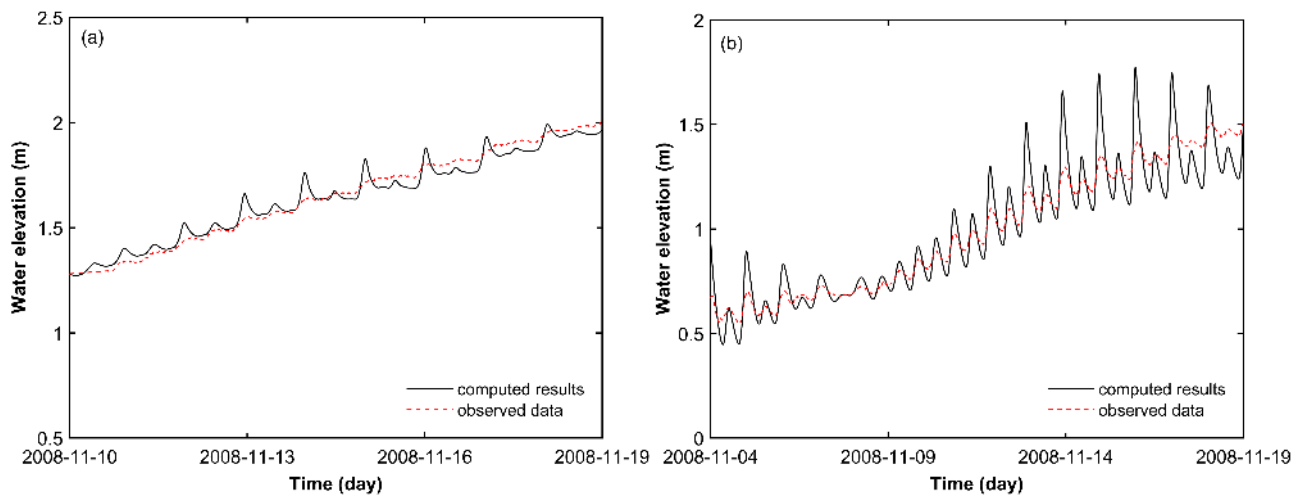 (a)
2.5
2
1.5
1
0.5
Water elevation (m)
computed results
observed data
2008-11-10 2008-11-13 2008-11-16 2008-11-19
Time (day)
(b)
2
1.5
1
0.5
0
Water elevation (m)
computed results
observed data
2008-11-04 2008-11-09 2008-11-14 2008-11-19
Time (day)